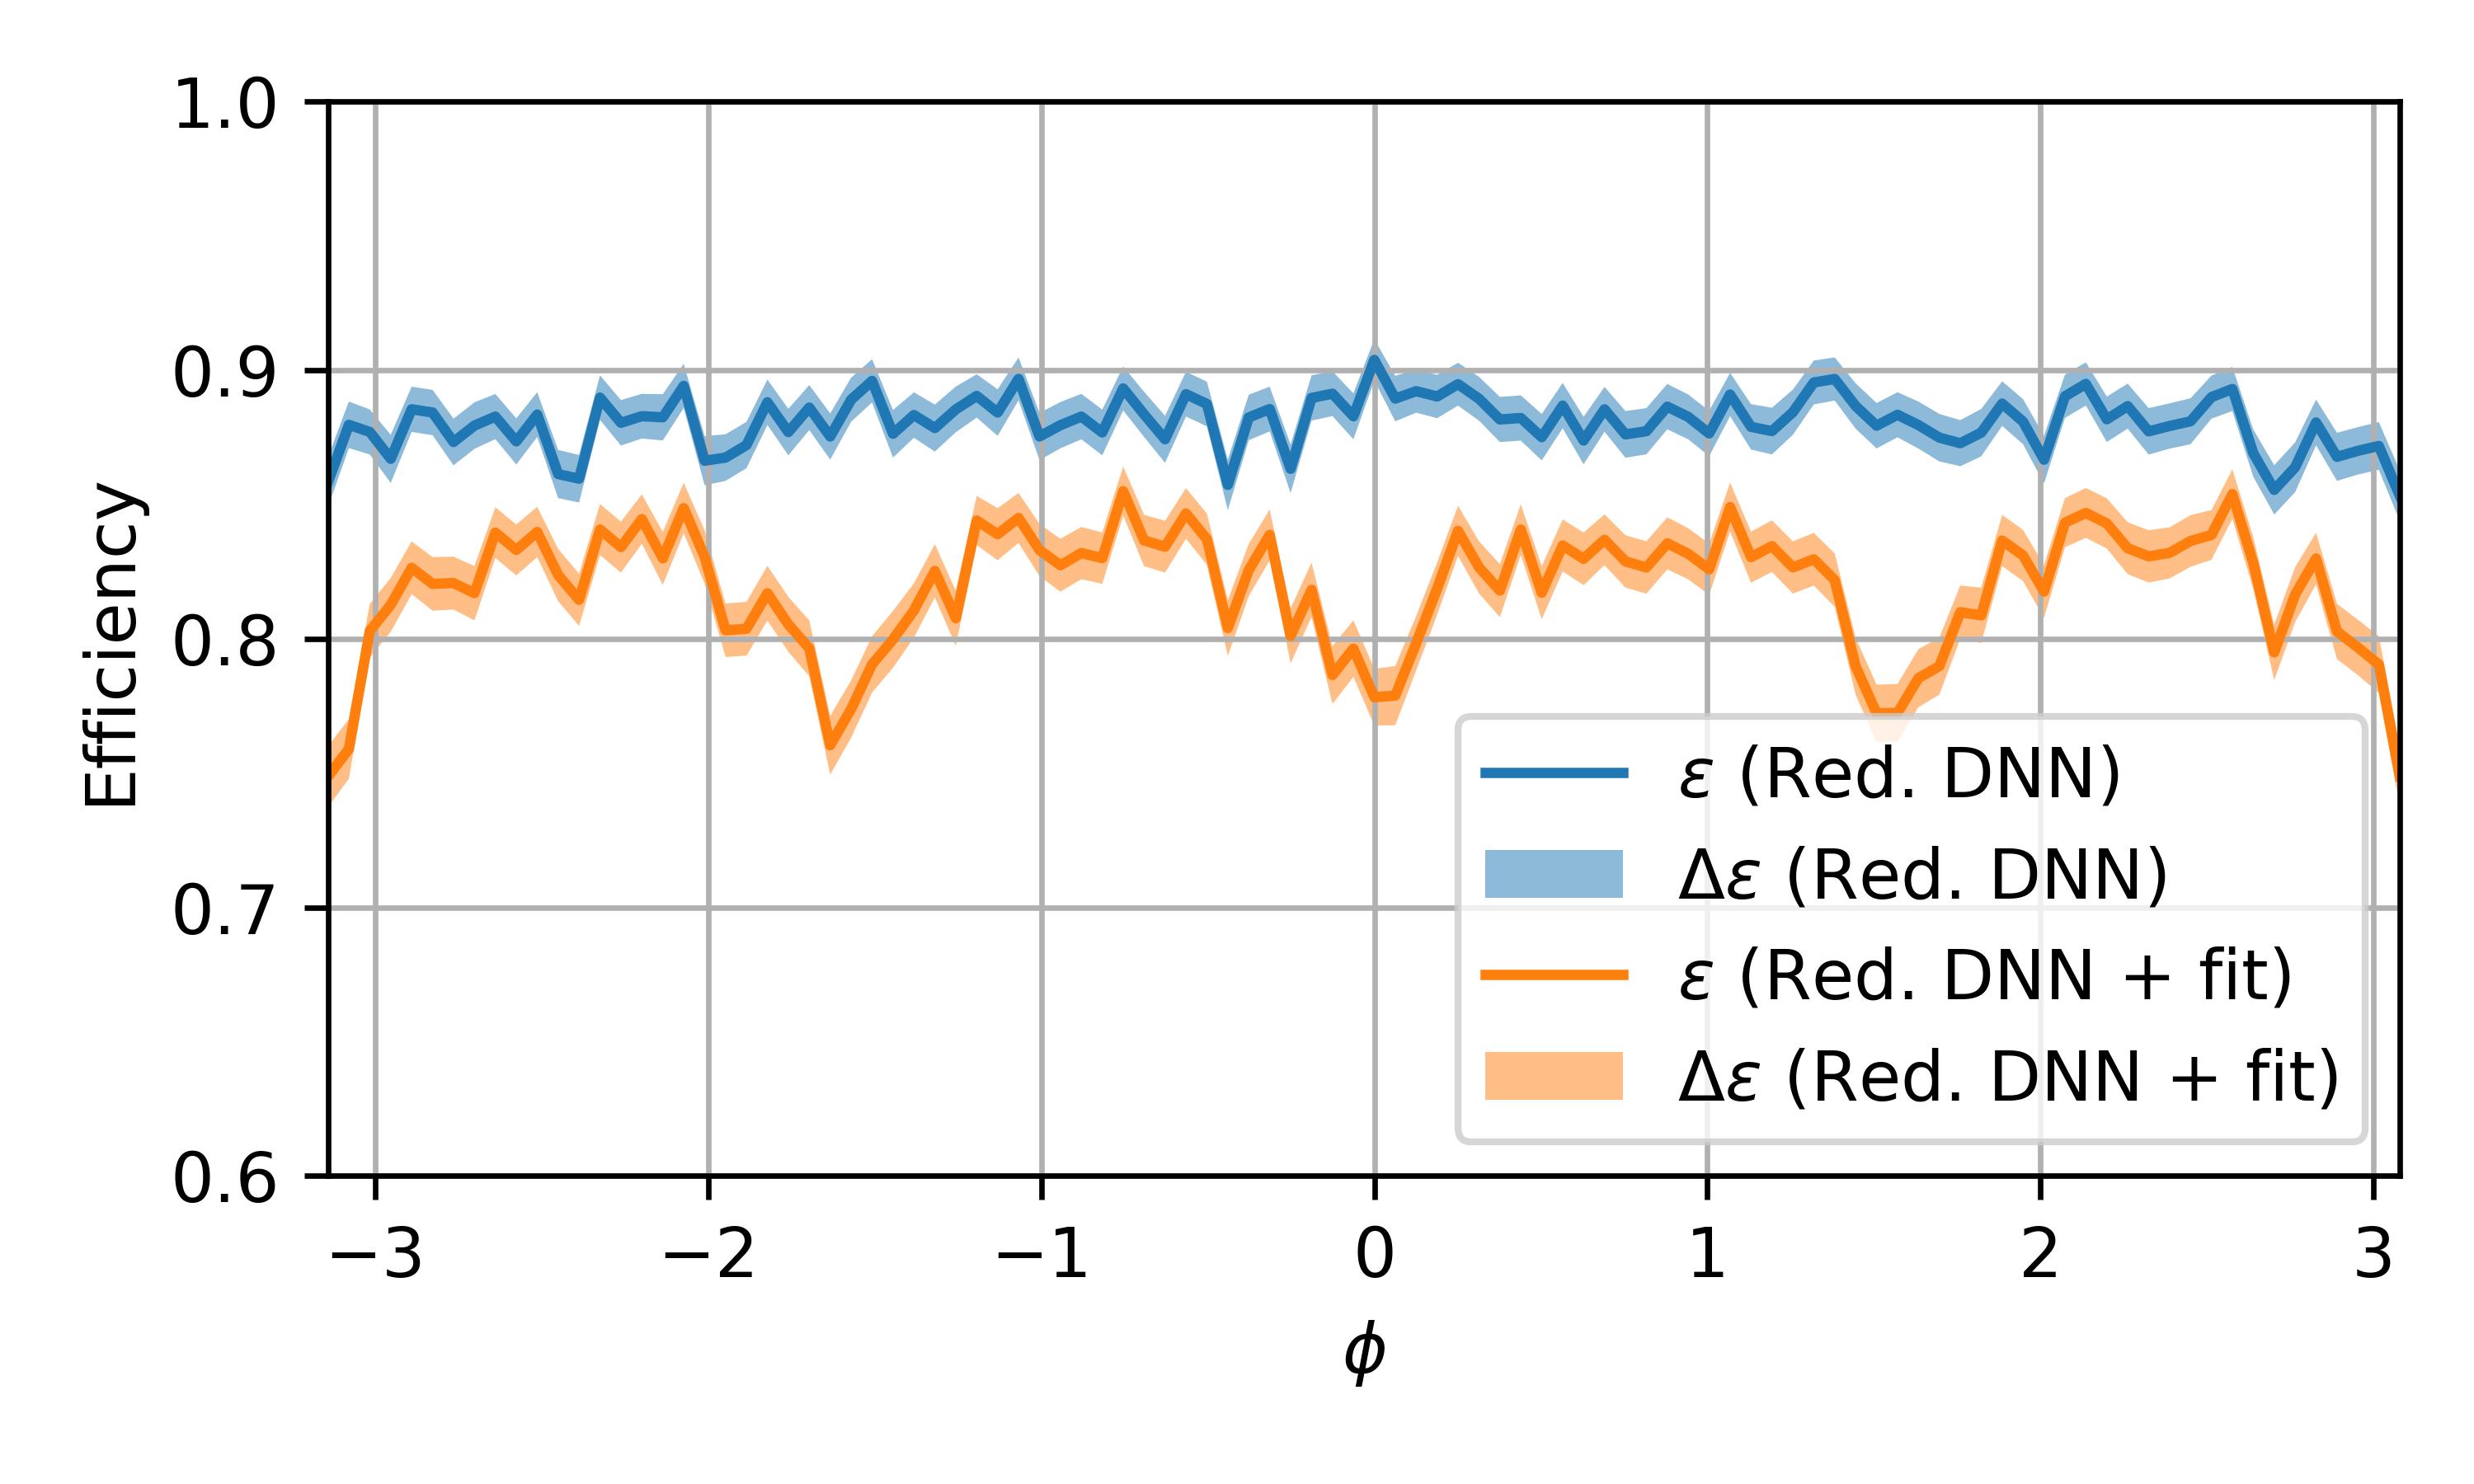 1.0
0.9
0.8
0.7
0.6
Efficiency
−3
−2
−1
0
1
2
3
ϕ
ε (Red. DNN)
Δε (Red. DNN)
ε (Red. DNN + fit)
Δε (Red. DNN + fit)